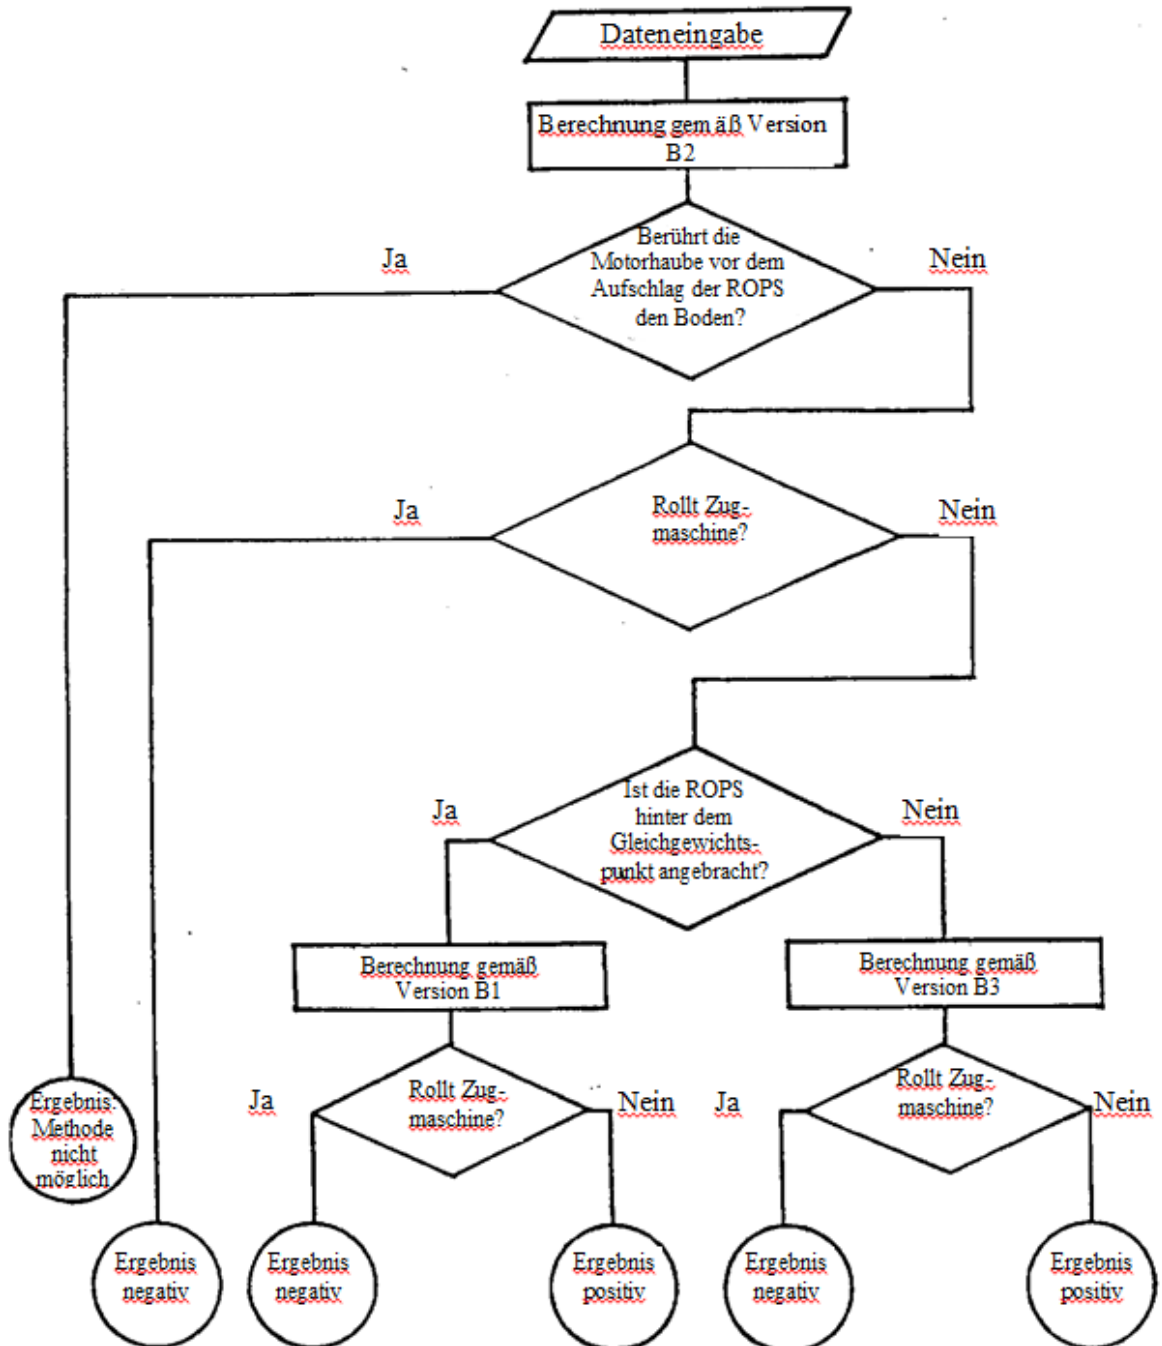 Dateneingabe
Berechnung gemäß Version
B2
Berührt die
Motorhaube vor dem
Aufschlag der ROPS
den Boden?
Ja
Nein
Rollt Zug-
maschine?
Ja
Nein
Ist die ROPS
hinter dem
Gleichgewichts-
punkt angebracht?
Ja
Nein
Berechnung gemäß
Version B1
Berechnung gemäß
Version B3
Rollt Zug-
maschine?
Ja
Nein
Rollt Zug-
maschine?
Ja
Nein
Ergebnis:
Methode
nicht
möglich
Ergebnis
negativ
Ergebnis
negativ
Ergebnis
positiv
Ergebnis
negativ
Ergebnis
positiv